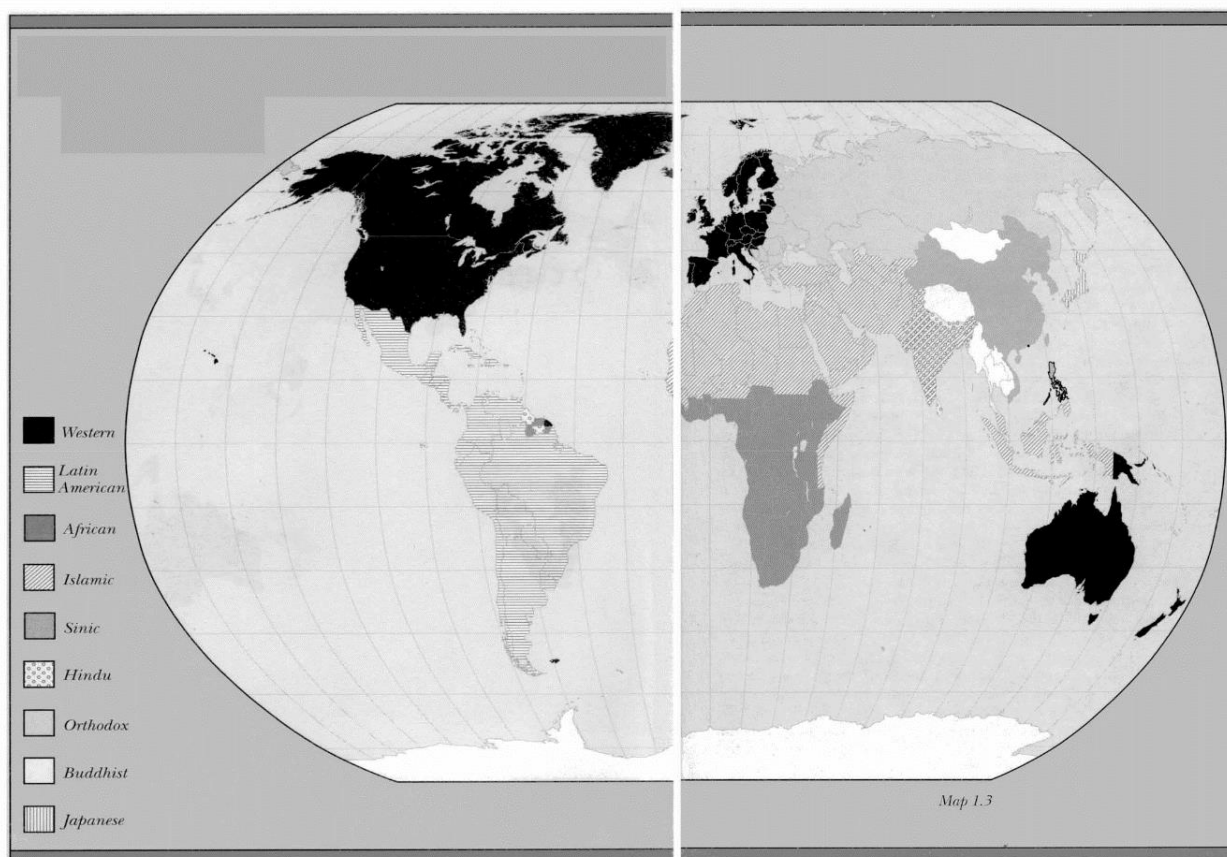 Western
Latin
American
African
Islamic
Sinic
Hindu
Orthodox
Buddhist
Japanese
Map 1.3